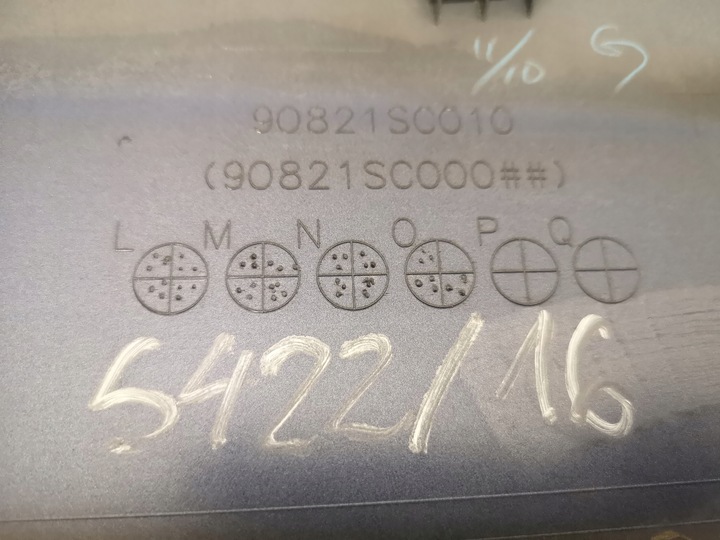 11/10
90821SC010
(90821SC000##)
L M N O P Q
5422/16